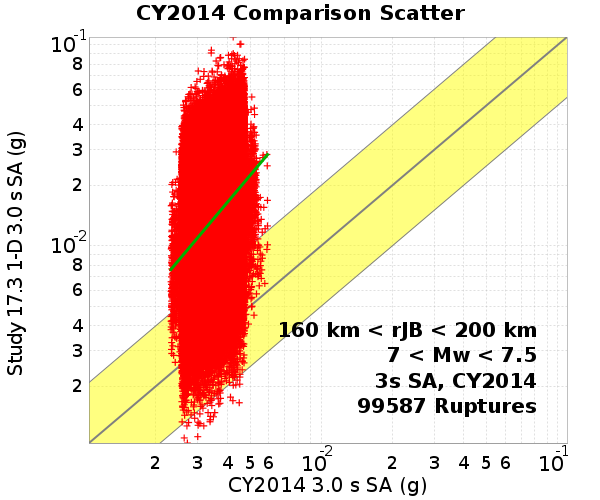 CY2014 Comparison Scatter
10⁻¹
8
6
4
3
2
10⁻²
8
6
4
3
2
Study 17.3 1-D 3.0 s SA (g)
160 km < rJB < 200 km
7 < Mw < 7.5
3s SA, CY2014
99587 Ruptures
2 3 4 5 6 10⁻² 2 3 4 5 6 10⁻¹
CY2014 3.0 s SA (g)